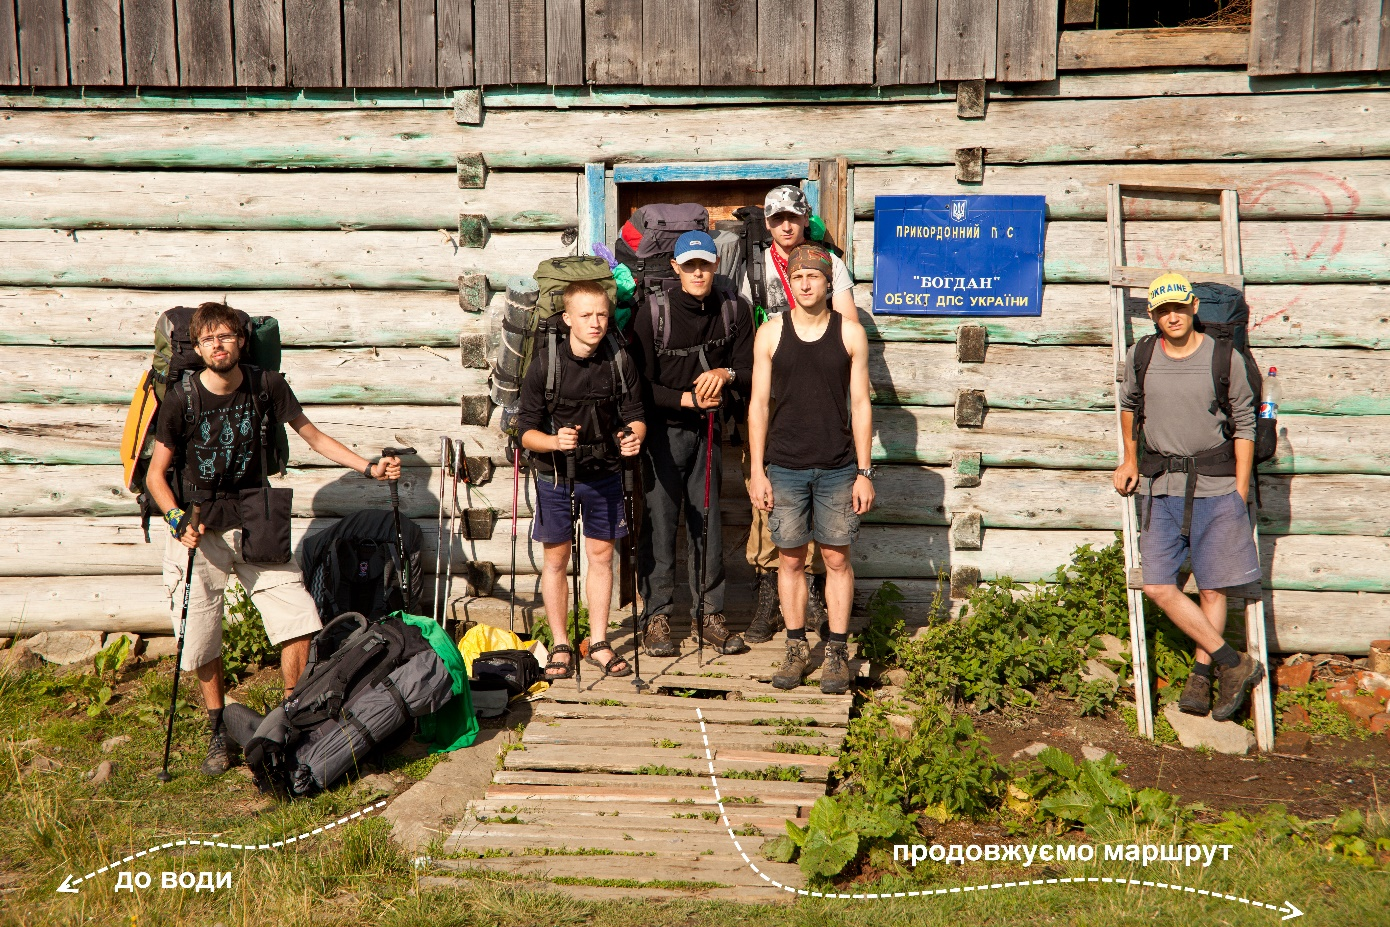 ПРИКОРДОННИЙ П С
"БОГДАН"
ОБ'ЄКТ ДПС УКРАЇНИ
UKRAINE
продовжуємо маршрут
до води